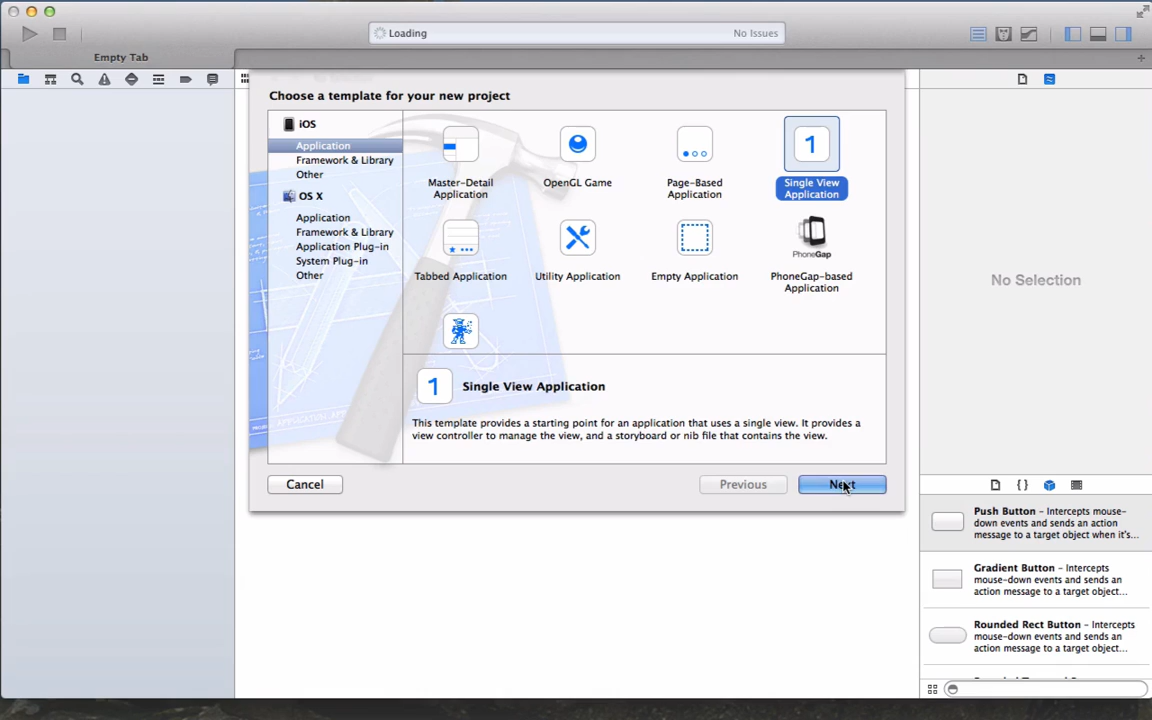 Loading
No Issues
Empty Tab
Choose a template for your new project
iOS
Application
Framework & Library
Other
OS X
Application
Framework & Library
Application Plug-in
System Plug-in
Other
Master-Detail
Application
OpenGL Game
Page-Based
Application
1
Single View
Application
Tabbed Application
Utility Application
Empty Application
PhoneGap
PhoneGap-based
Application
1
Single View Application
This template provides a starting point for an application that uses a single view. It provides a
view controller to manage the view, and a storyboard or nib file that contains the view.
Cancel
Previous
Next
No Selection
Push Button - Intercepts mouse-
down events and sends an action
message to a target object when it's...
Gradient Button - Intercepts
mouse-down events and sends an
action message to a target object...
Rounded Rect Button - Intercepts
mouse-down events and sends an
action message to a target object...